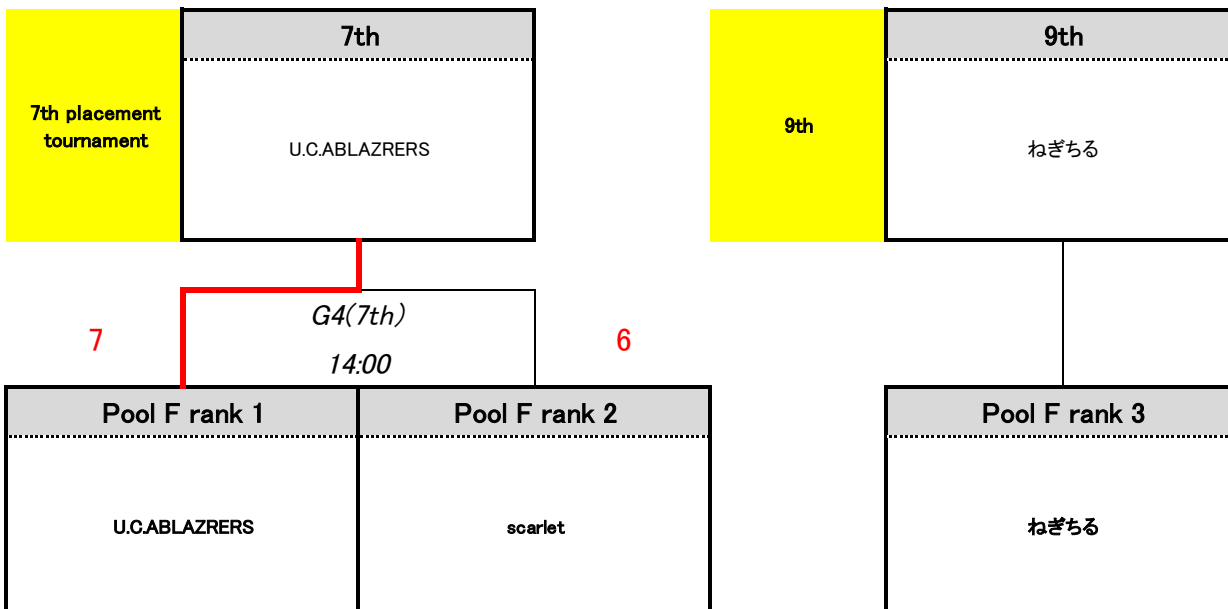 7th
9th
7th placement
tournament
U.C.ABLAZRERS
9th
ねぎちる
G4(7th)
7
6
14:00
Pool F rank 1
Pool F rank 2
Pool F rank 3
U.C.ABLAZRERS
scarlet
ねぎちる